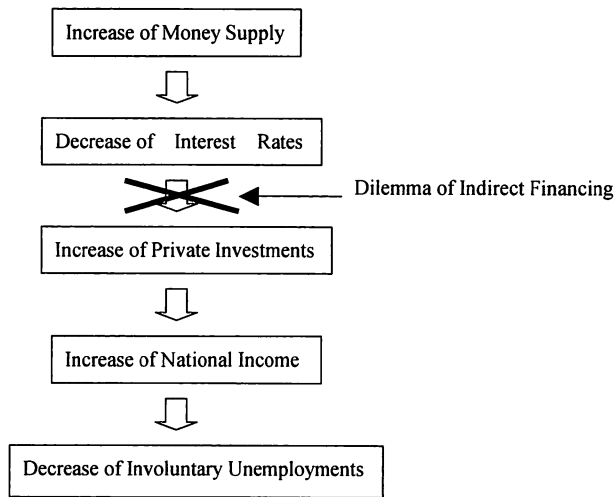 Increase of Money Supply
Decrease of Interest Rates
Dilemma of Indirect Financing
Increase of Private Investments
Increase of National Income
Decrease of Involuntary Unemployments